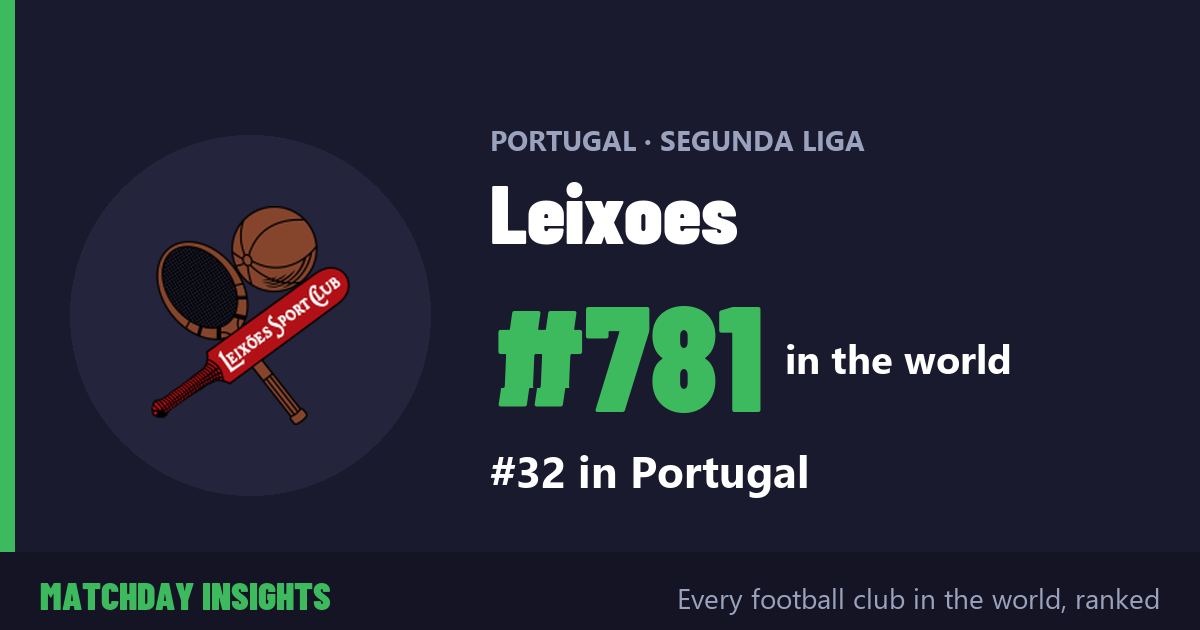 PORTUGAL · SEGUNDA LIGA
Leixoes
LEIXÕES SPORT CLUB
#781 in the world
#32 in Portugal
MATCHDAY INSIGHTS
Every football club in the world, ranked